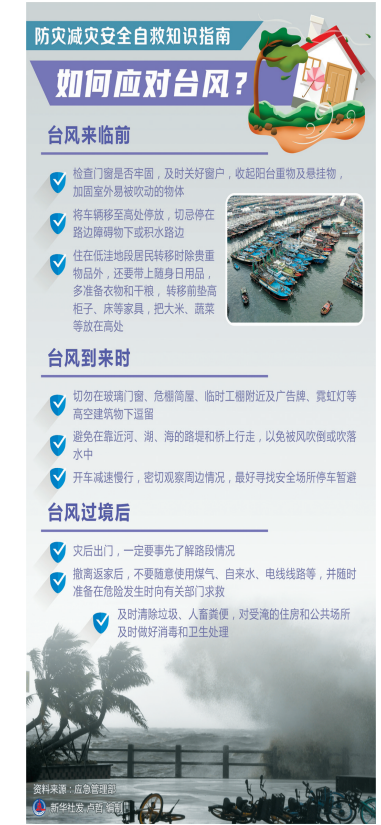 防灾减灾安全自救知识指南
如何应对台风？
台风来临前
检查门窗是否牢固，及时关好窗户，收起阳台重物及悬挂物，
加固室外易被吹动的物体
将车辆移至高处停放，切忌停在
路边障碍物下或积水路边
住在低洼地段居民转移时除贵重
物品外，还要带上随身日用品，
多准备衣物和干粮，转移前垫高
柜子、床等家具，把大米、蔬菜
等放在高处
台风到来时
切勿在玻璃门窗、危棚简屋、临时工棚附近及广告牌、霓虹灯等
高空建筑物下逗留
避免在靠近河、湖、海的路堤和桥上行走，以免被风吹倒或吹落
水中
开车减速慢行，密切观察周边情况，最好寻找安全场所停车暂避
台风过境后
灾后出门，一定要事先了解路段情况
撤离返家后，不要随意使用煤气、自来水、电线线路等，并随时
准备在危险发生时向有关部门求救
及时清除垃圾、人畜粪便，对受淹的住房和公共场所
及时做好消毒和卫生处理
资料来源：应急管理部
新华社发 卢哲 编制